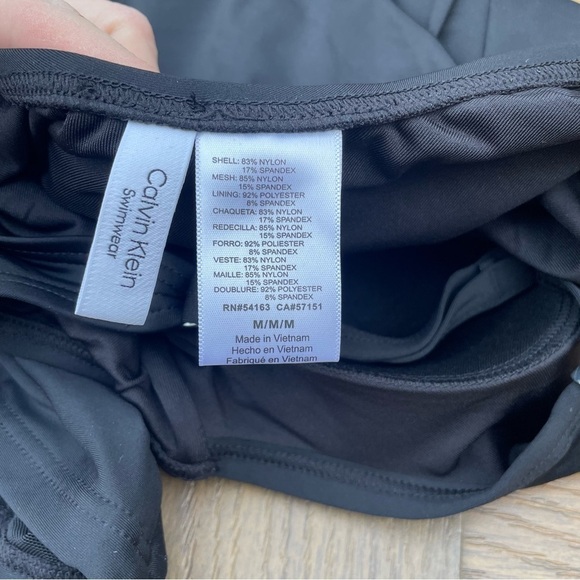 Calvin Klein
Swimwear
SHELL: 83% NYLON
17% SPANDEX
MESH: 85% NYLON
15% SPANDEX
LINING: 92% POLYESTER
8% SPANDEX
CHAQUETA: 83% NYLON
17% SPANDEX
REDECILLA: 85% NYLON
15% SPANDEX
FORRO: 92% POLIESTER
8% SPANDEX
VESTE: 83% NYLON
17% SPANDEX
MAILLE: 85% NYLON
15% SPANDEX
DOUBLURE: 92% POLYESTER
8% SPANDEX
RN#54163 CA#57151
M/M/M
Made in Vietnam
Hecho en Vietnam
Fabriqué en Vietnam